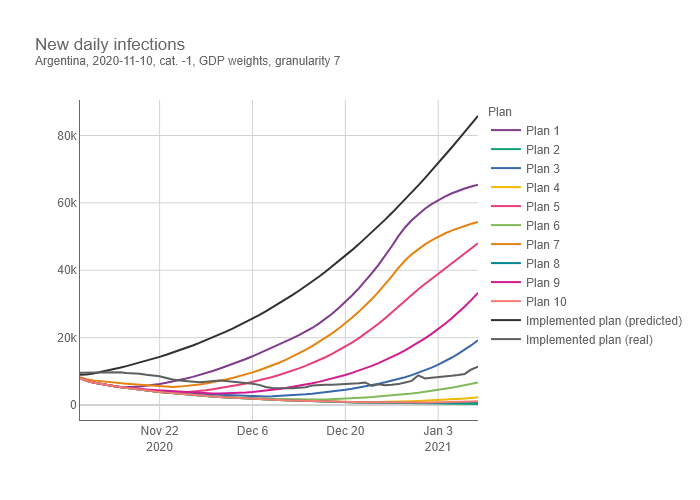 New daily infections
Argentina, 2020-11-10, cat. -1, GDP weights, granularity 7
80k
60k
40k
20k
0
Nov 22
2020
Dec 6
Dec 20
Jan 3
2021
Plan
Plan 1
Plan 2
Plan 3
Plan 4
Plan 5
Plan 6
Plan 7
Plan 8
Plan 9
Plan 10
Implemented plan (predicted)
Implemented plan (real)